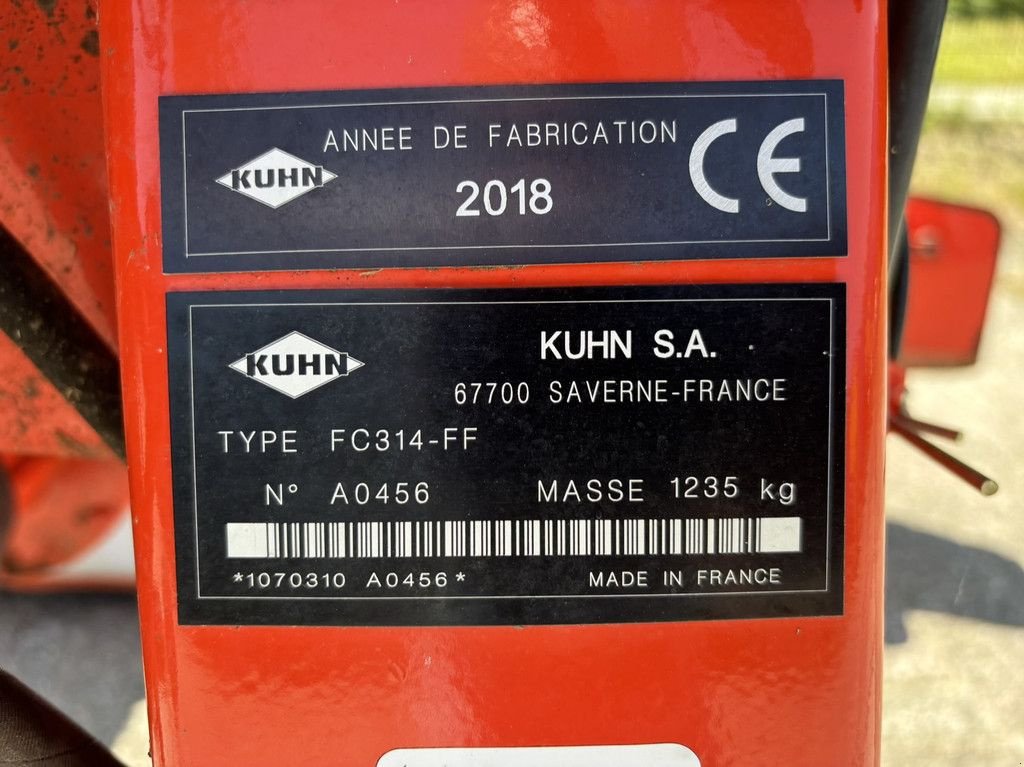 ANNEE DE FABRICATION
CE
KUHN
2018
KUHN
KUHN S.A.
67700 SAVERNE-FRANCE
TYPE FC314-FF
N° A0456 MASSE 1235 kg
*1070310 A0456* MADE IN FRANCE